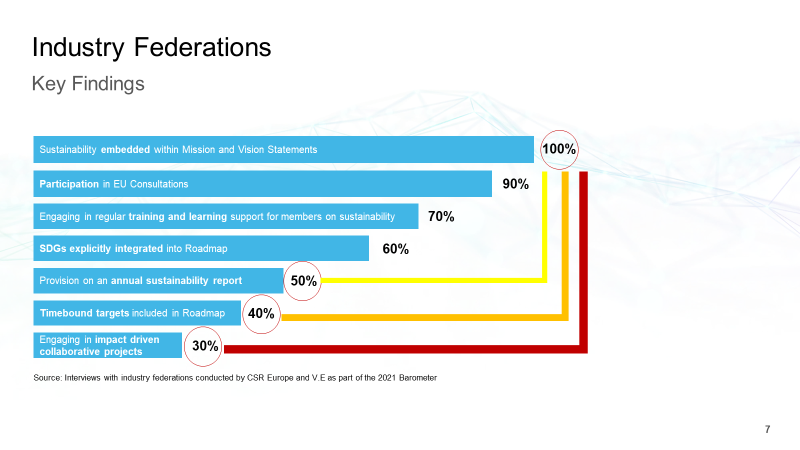 Industry Federations
Key Findings
Sustainability embedded within Mission and Vision Statements
100%
Participation in EU Consultations
90%
Engaging in regular training and learning support for members on sustainability
70%
SDGs explicitly integrated into Roadmap
60%
Provision on an annual sustainability report
50%
Timebound targets included in Roadmap
40%
Engaging in impact driven
collaborative projects
30%
Source: Interviews with industry federations conducted by CSR Europe and V.E as part of the 2021 Barometer
7